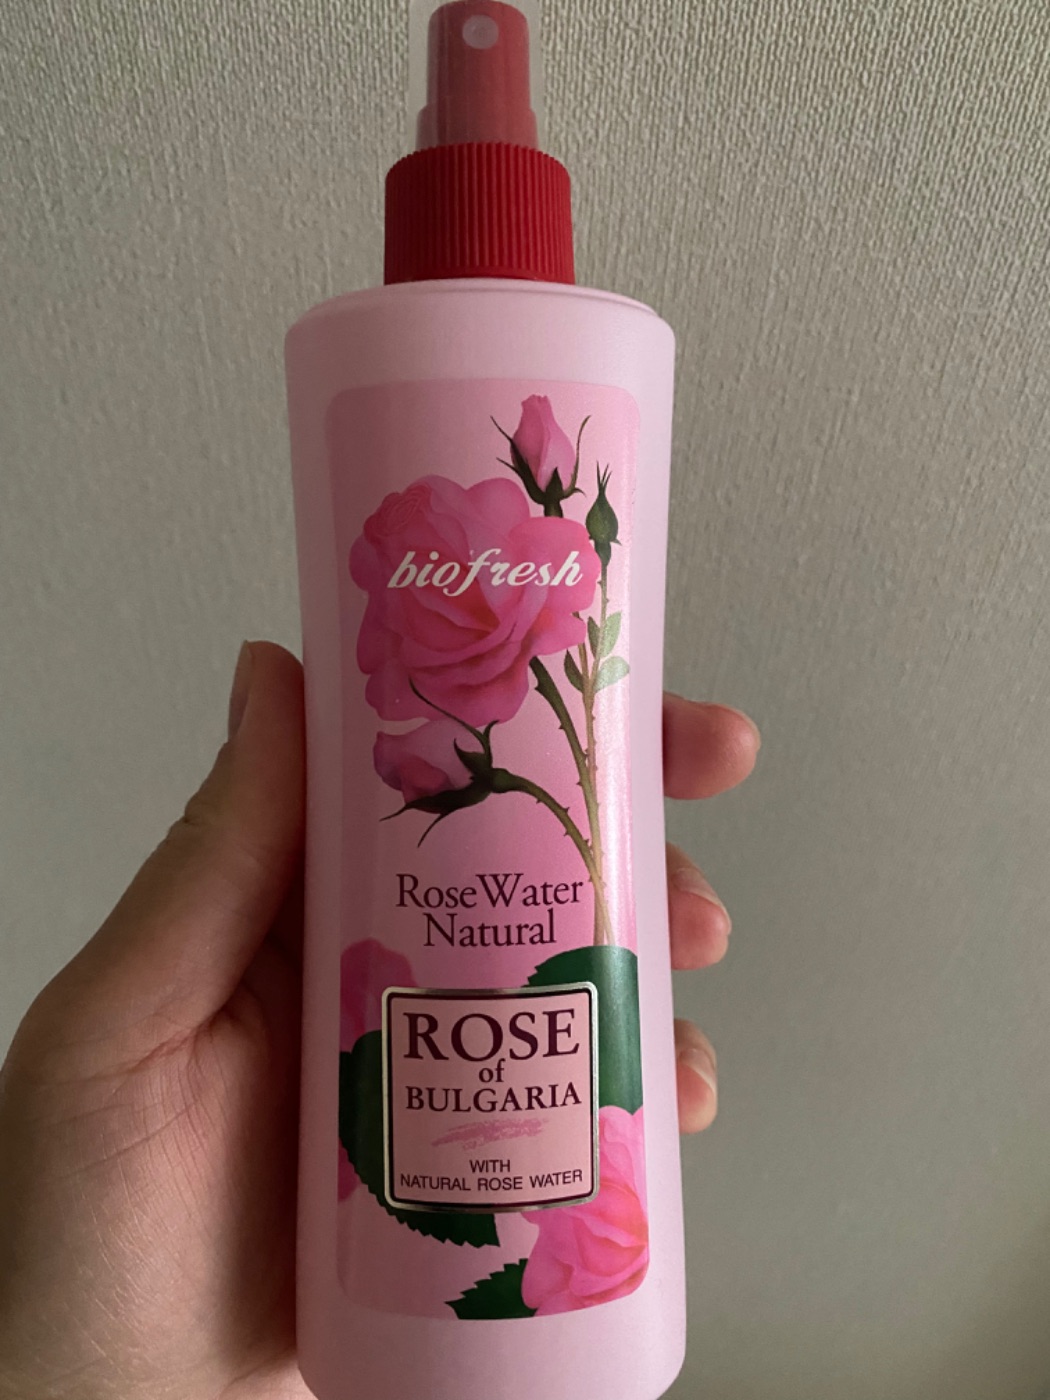 biofresh
Rose Water
Natural
ROSE
of
BULGARIA
WITH
NATURAL ROSE WATER